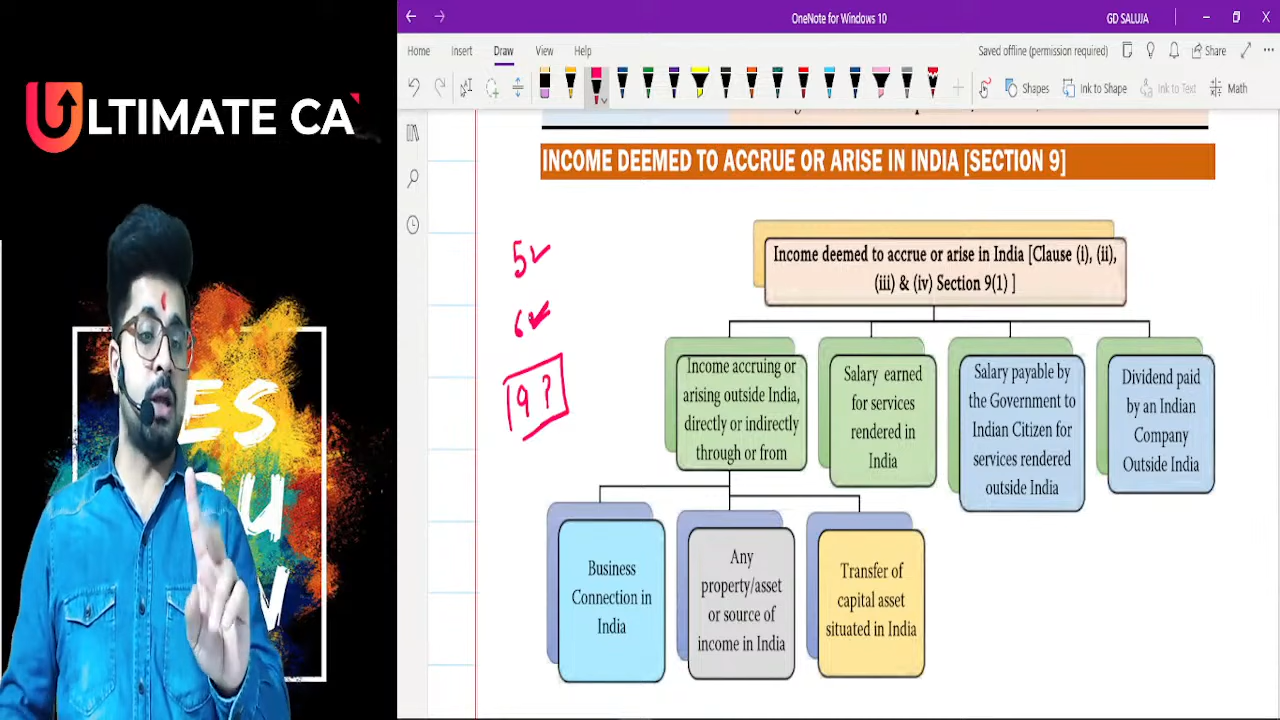 OneNote for Windows 10
GD SALUJA
Home Insert Draw View Help
Saved offline (permission required)
Share
Shapes
Ink to Shape
Ink to Text
Math
ULTIMATE CA
INCOME DEEMED TO ACCRUE OR ARISE IN INDIA [SECTION 9]
5✓
6✓
9 ?
Income deemed to accrue or arise in India [Clause (i), (ii),
(iii) & (iv) Section 9(1) ]
Income accruing or
arising outside India,
directly or indirectly
through or from
Salary earned
for services
rendered in
India
Salary payable by
the Government to
Indian Citizen for
services rendered
outside India
Dividend paid
by an Indian
Company
Outside India
Business
Connection in
India
Any
property/asset
or source of
income in India
Transfer of
capital asset
situated in India